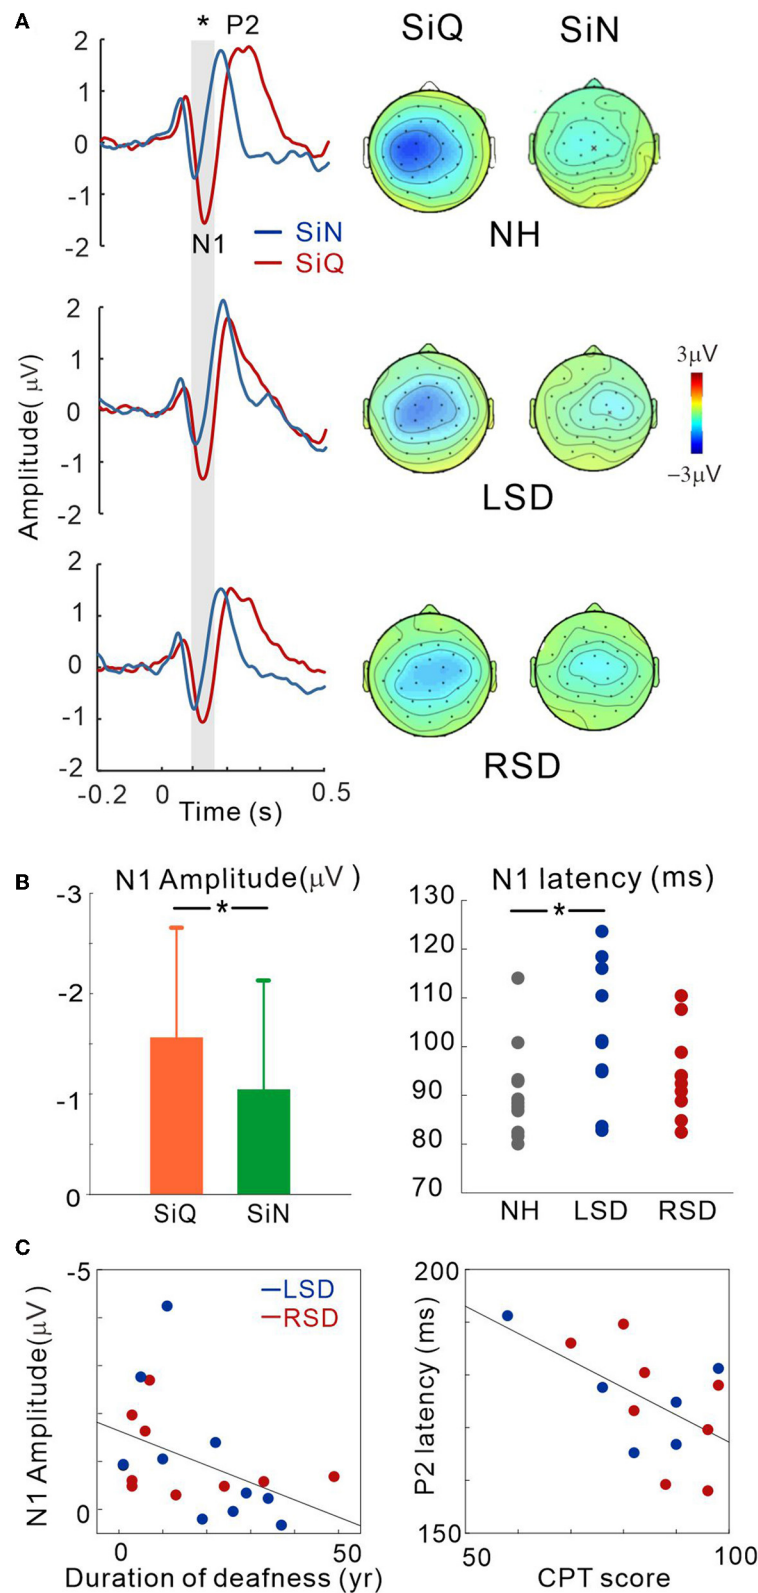 A
*
P2
SiQ
SiN
2
1
0
-1
-2
N1
SiN
SiQ
NH
2
1
0
-1
-2
Amplitude( μV)
3μV
−3μV
LSD
2
1
0
-1
-2
-0.2
0
0.5
Time (s)
RSD
B
N1 Amplitude(μV )
-3
-2
-1
0
*
SiQ
SiN
N1 latency (ms)
130
120
110
100
90
80
70
*
NH
LSD
RSD
C
-5
0
N1 Amplitude(μV)
LSD
RSD
0
50
Duration of deafness (yr)
200
150
P2 latency (ms)
50
100
CPT score